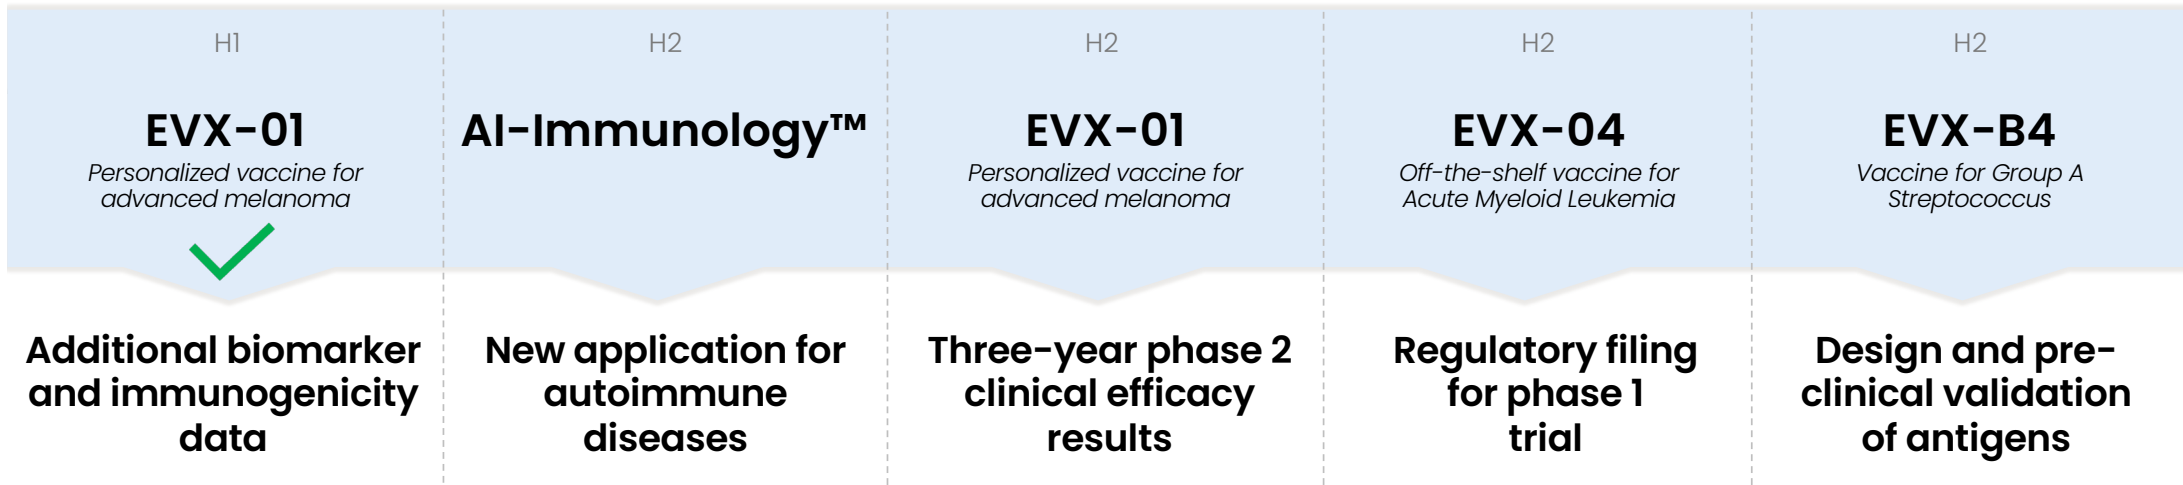 H1
EVX-01
Personalized vaccine for
advanced melanoma
Additional biomarker
and immunogenicity
data
H2
AI-Immunology™
New application for
autoimmune
diseases
H2
EVX-01
Personalized vaccine for
advanced melanoma
Three-year phase 2
clinical efficacy
results
H2
EVX-04
Off-the-shelf vaccine for
Acute Myeloid Leukemia
Regulatory filing
for phase 1
trial
H2
EVX-B4
Vaccine for Group A
Streptococcus
Design and pre-
clinical validation
of antigens